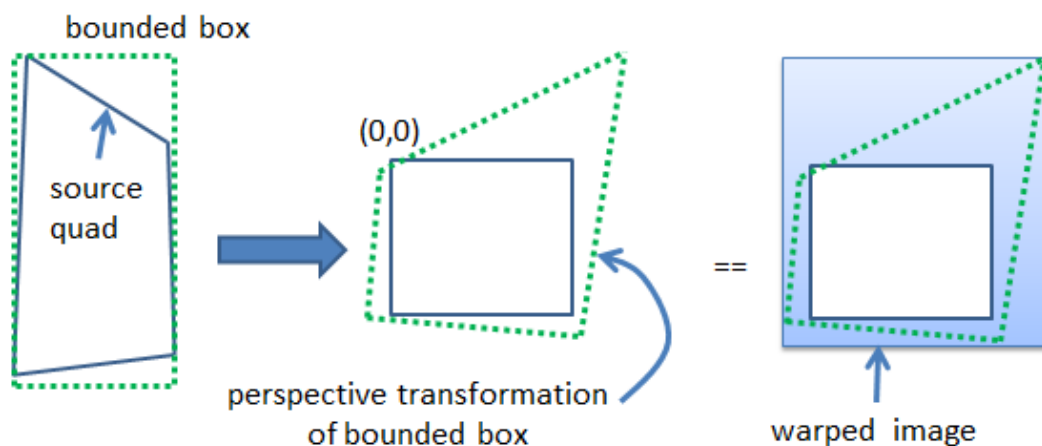 bounded box
source
quad
(0,0)
==
perspective transformation
of bounded box
warped image